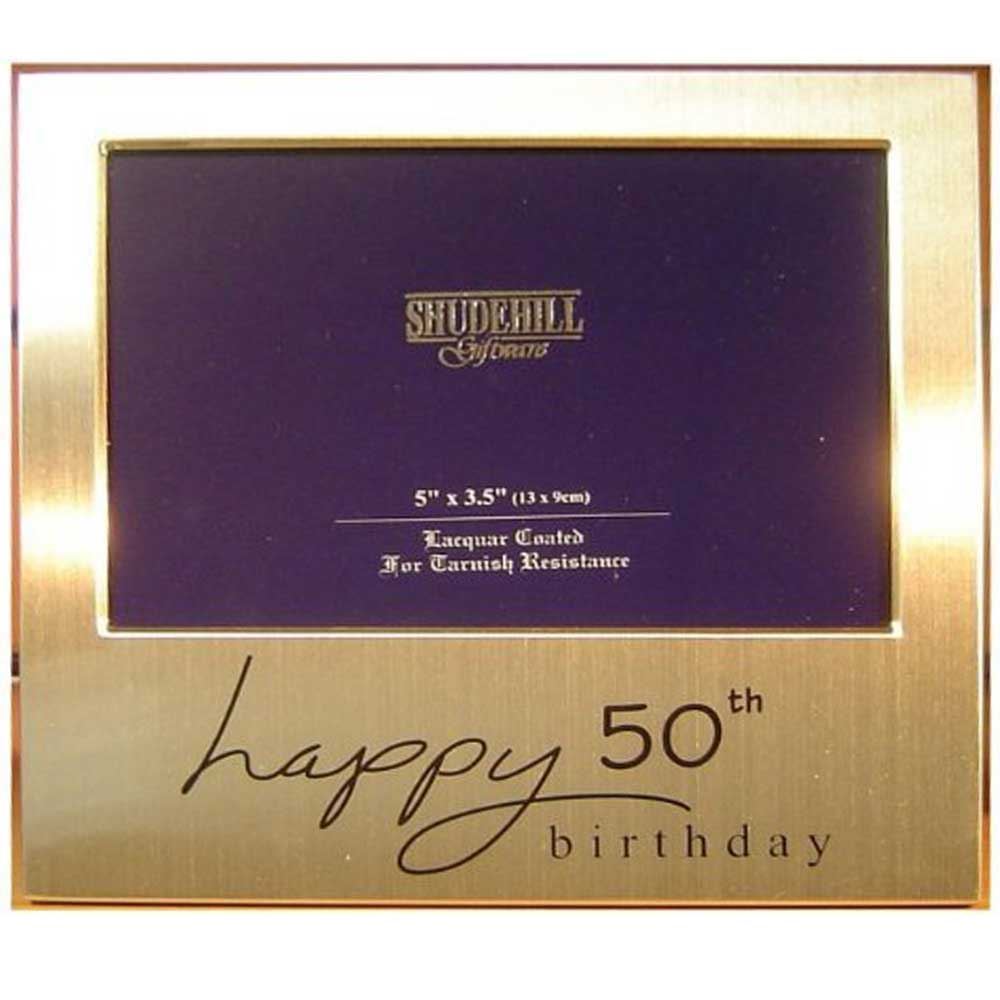 SHUDEHILL
Giftware
5" x 3.5" (13 x 9cm)
Lacquar Coated
For Tarnish Resistance
happy 50th
birthday